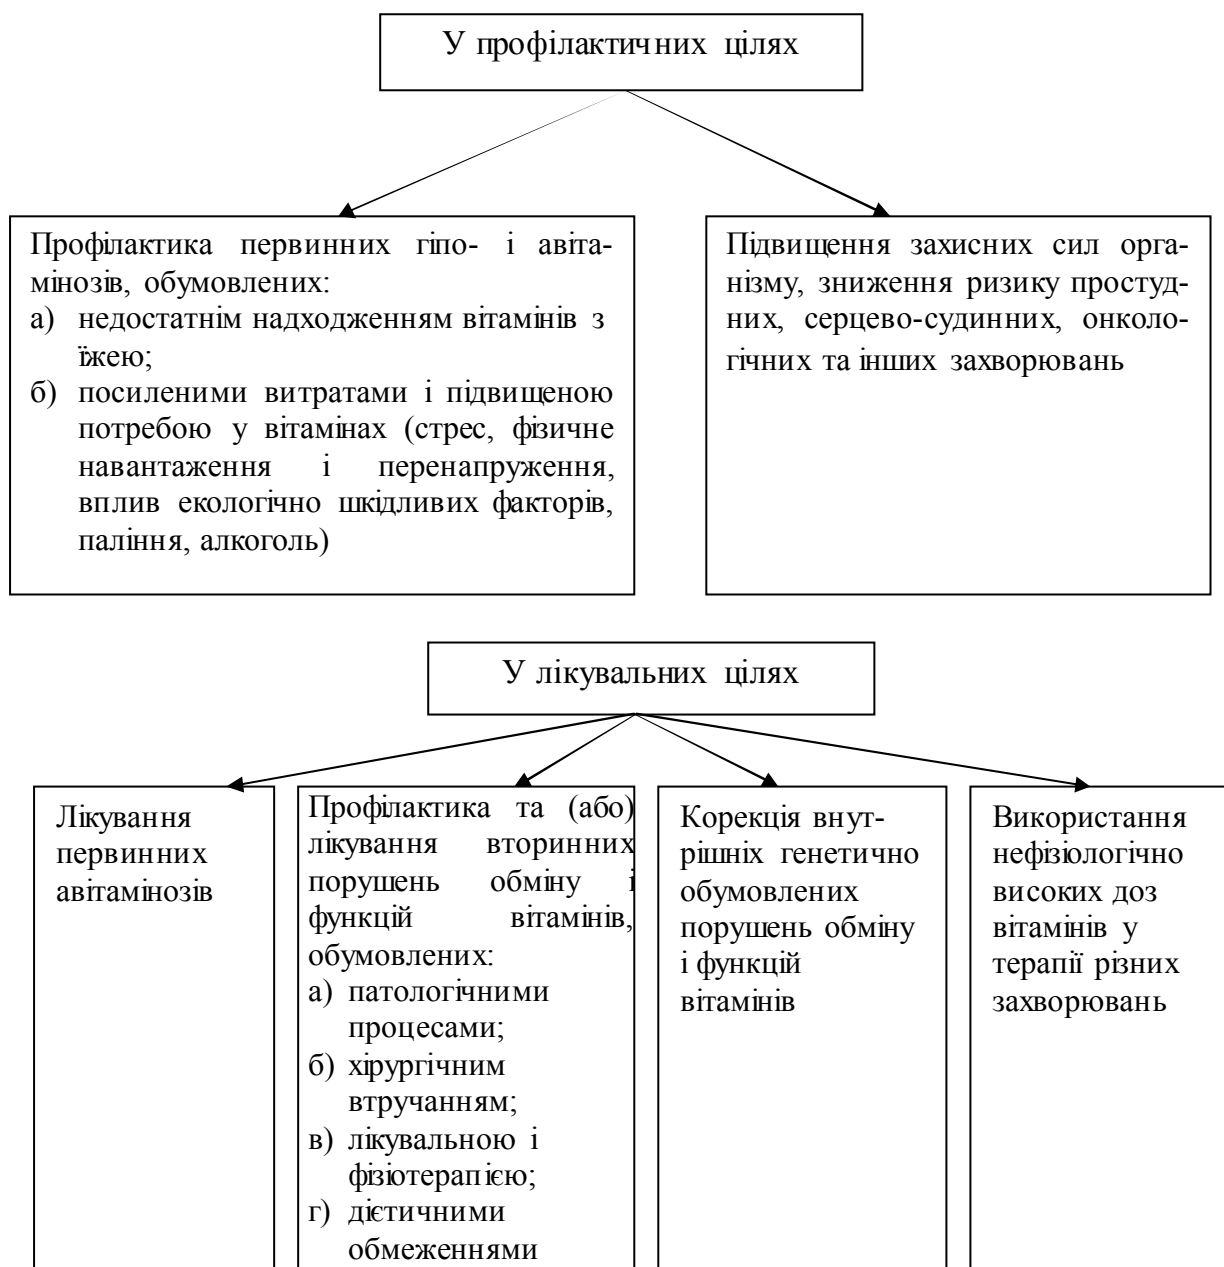 У профілактичних цілях
Профілактика первинних гіпо- і авіта-
мінозів, обумовлених:
а) недостатнім надходженням вітамінів з
їжею;
б) посиленими витратами і підвищеною
потребою у вітамінах (стрес, фізичне
навантаження і перенапруження,
вплив екологічно шкідливих факторів,
паління, алкоголь)
Підвищення захисних сил орга-
нізму, зниження ризику простуд-
них, серцево-судинних, онколо-
гічних та інших захворювань
У лікувальних цілях
Лікування
первинних
авітамінозів
Профілактика та (або)
лікування вторинних
порушень обміну і
функцій вітамінів,
обумовлених:
а) патологічними
процесами;
б) хірургічним
втручанням;
в) лікувальною і
фізіотерапією;
г) дієтичними
обмеженнями
Корекція внут-
рішніх генетично
обумовлених
порушень обміну
і функцій
вітамінів
Використання
нефізіологічно
високих доз
вітамінів у
терапії різних
захворювань